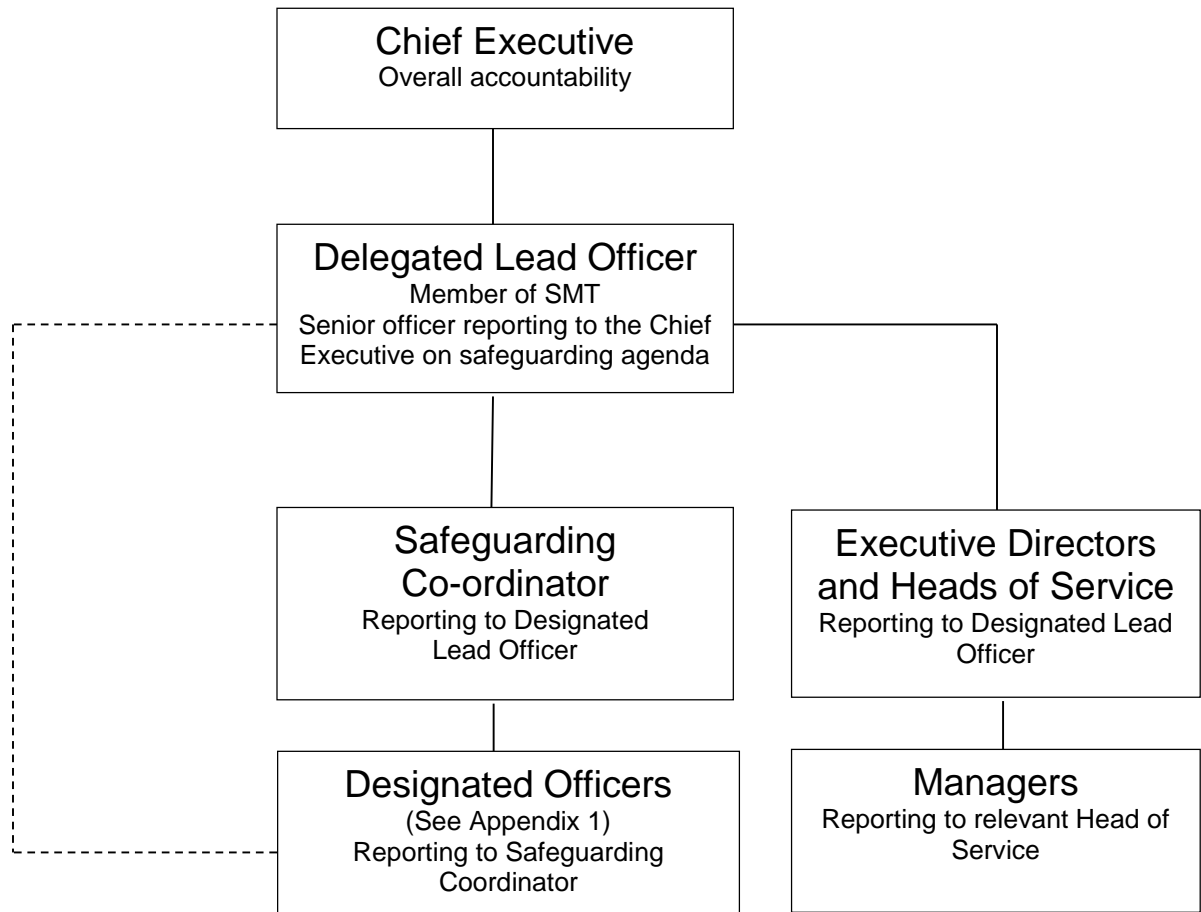 Chief Executive
Overall accountability
Delegated Lead Officer
Member of SMT
Senior officer reporting to the Chief
Executive on safeguarding agenda
Safeguarding
Co-ordinator
Reporting to Designated
Lead Officer
Executive Directors
and Heads of Service
Reporting to Designated Lead
Officer
Designated Officers
(See Appendix 1)
Reporting to Safeguarding
Coordinator
Managers
Reporting to relevant Head of
Service